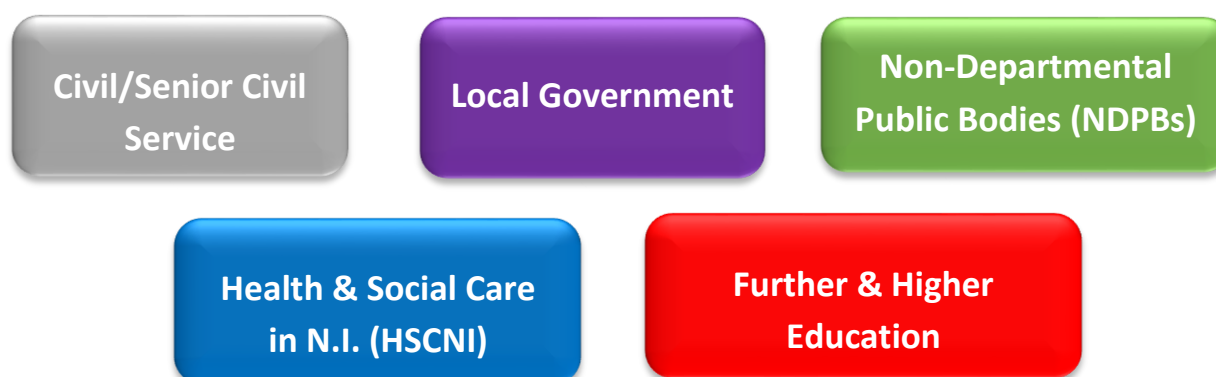 Civil/Senior Civil
Service
Local Government
Non-Departmental
Public Bodies (NDPBs)
Health & Social Care
in N.I. (HSCNI)
Further & Higher
Education